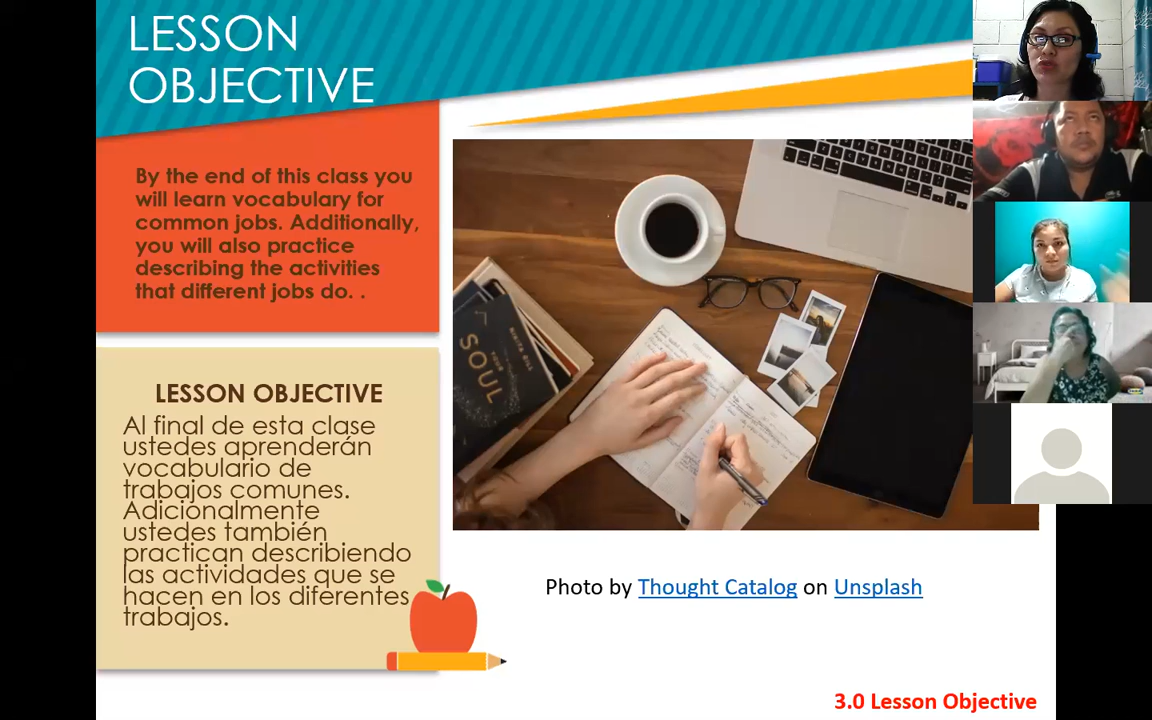 LESSON
OBJECTIVE
By the end of this class you
will learn vocabulary for
common jobs. Additionally,
you will also practice
describing the activities
that different jobs do. .
LESSON OBJECTIVE
Al final de esta clase
ustedes aprenderán
vocabulario de
trabajos comunes.
Adicionalmente
ustedes también
practican describiendo
las actividades que se
hacen en los diferentes
trabajos.
SOUL
Photo by Thought Catalog on Unsplash
3.0 Lesson Objective